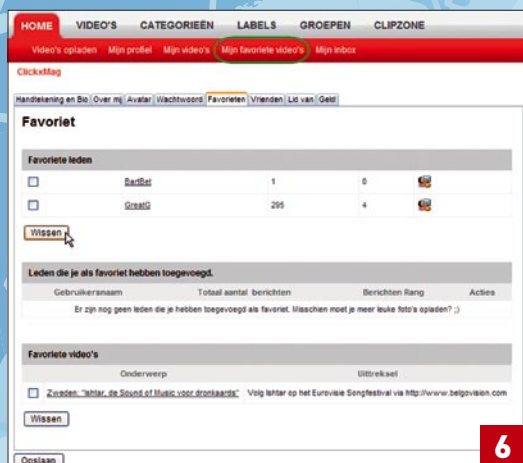 HOME VIDEO'S CATEGORIEËN LABELS GROEPEN CLIPZONE
Video's opladen Mijn profiel Mijn video's Mijn favoriete video's Mijn inbox
ClickxMag
Handtekening en Bio Over mij Avatar Wachtwoord Favorieten Vrienden Lid van Geld
Favoriet
Favoriete leden
BartBet 1 0
GreatG 295 4
Wissen
Leden die je als favoriet hebben toegevoegd.
Gebruikersnaam Totaal aantal berichten Berichten Rang Acties
Er zijn nog geen leden die je hebben toegevoegd als favoriet. Misschien moet je meer leuke foto's opladen? ;)
Favoriete video's
Onderwerp Uittreksel
Zweden: "Ishtar, de Sound of Music voor dronkaards" Volg Ishtar op het Eurovisie Songfestival via http://www.belgovision.com
Wissen
Opslaan
6